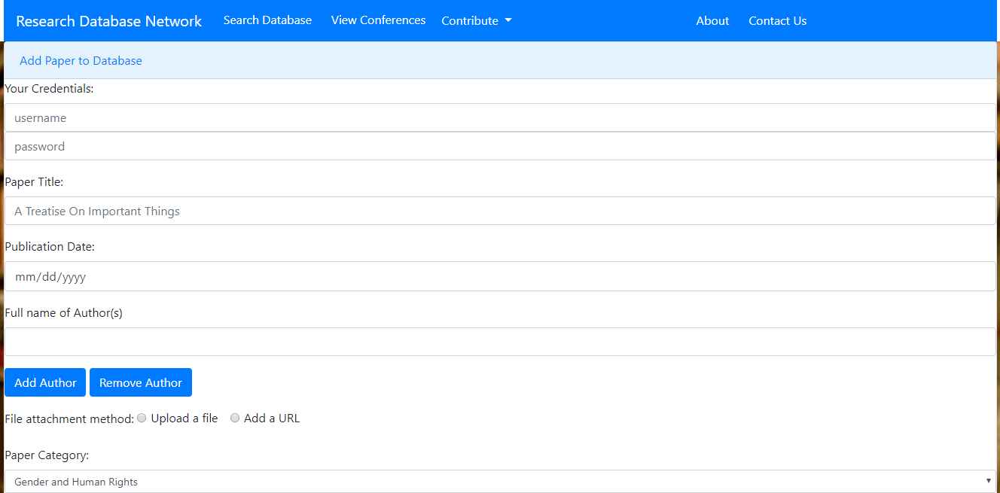 Research Database Network Search Database View Conferences Contribute About Contact Us
Add Paper to Database
Your Credentials:
username
password
Paper Title:
A Treatise On Important Things
Publication Date:
mm/dd/yyyy
Full name of Author(s)
Add Author Remove Author
File attachment method: Upload a file Add a URL
Paper Category:
Gender and Human Rights